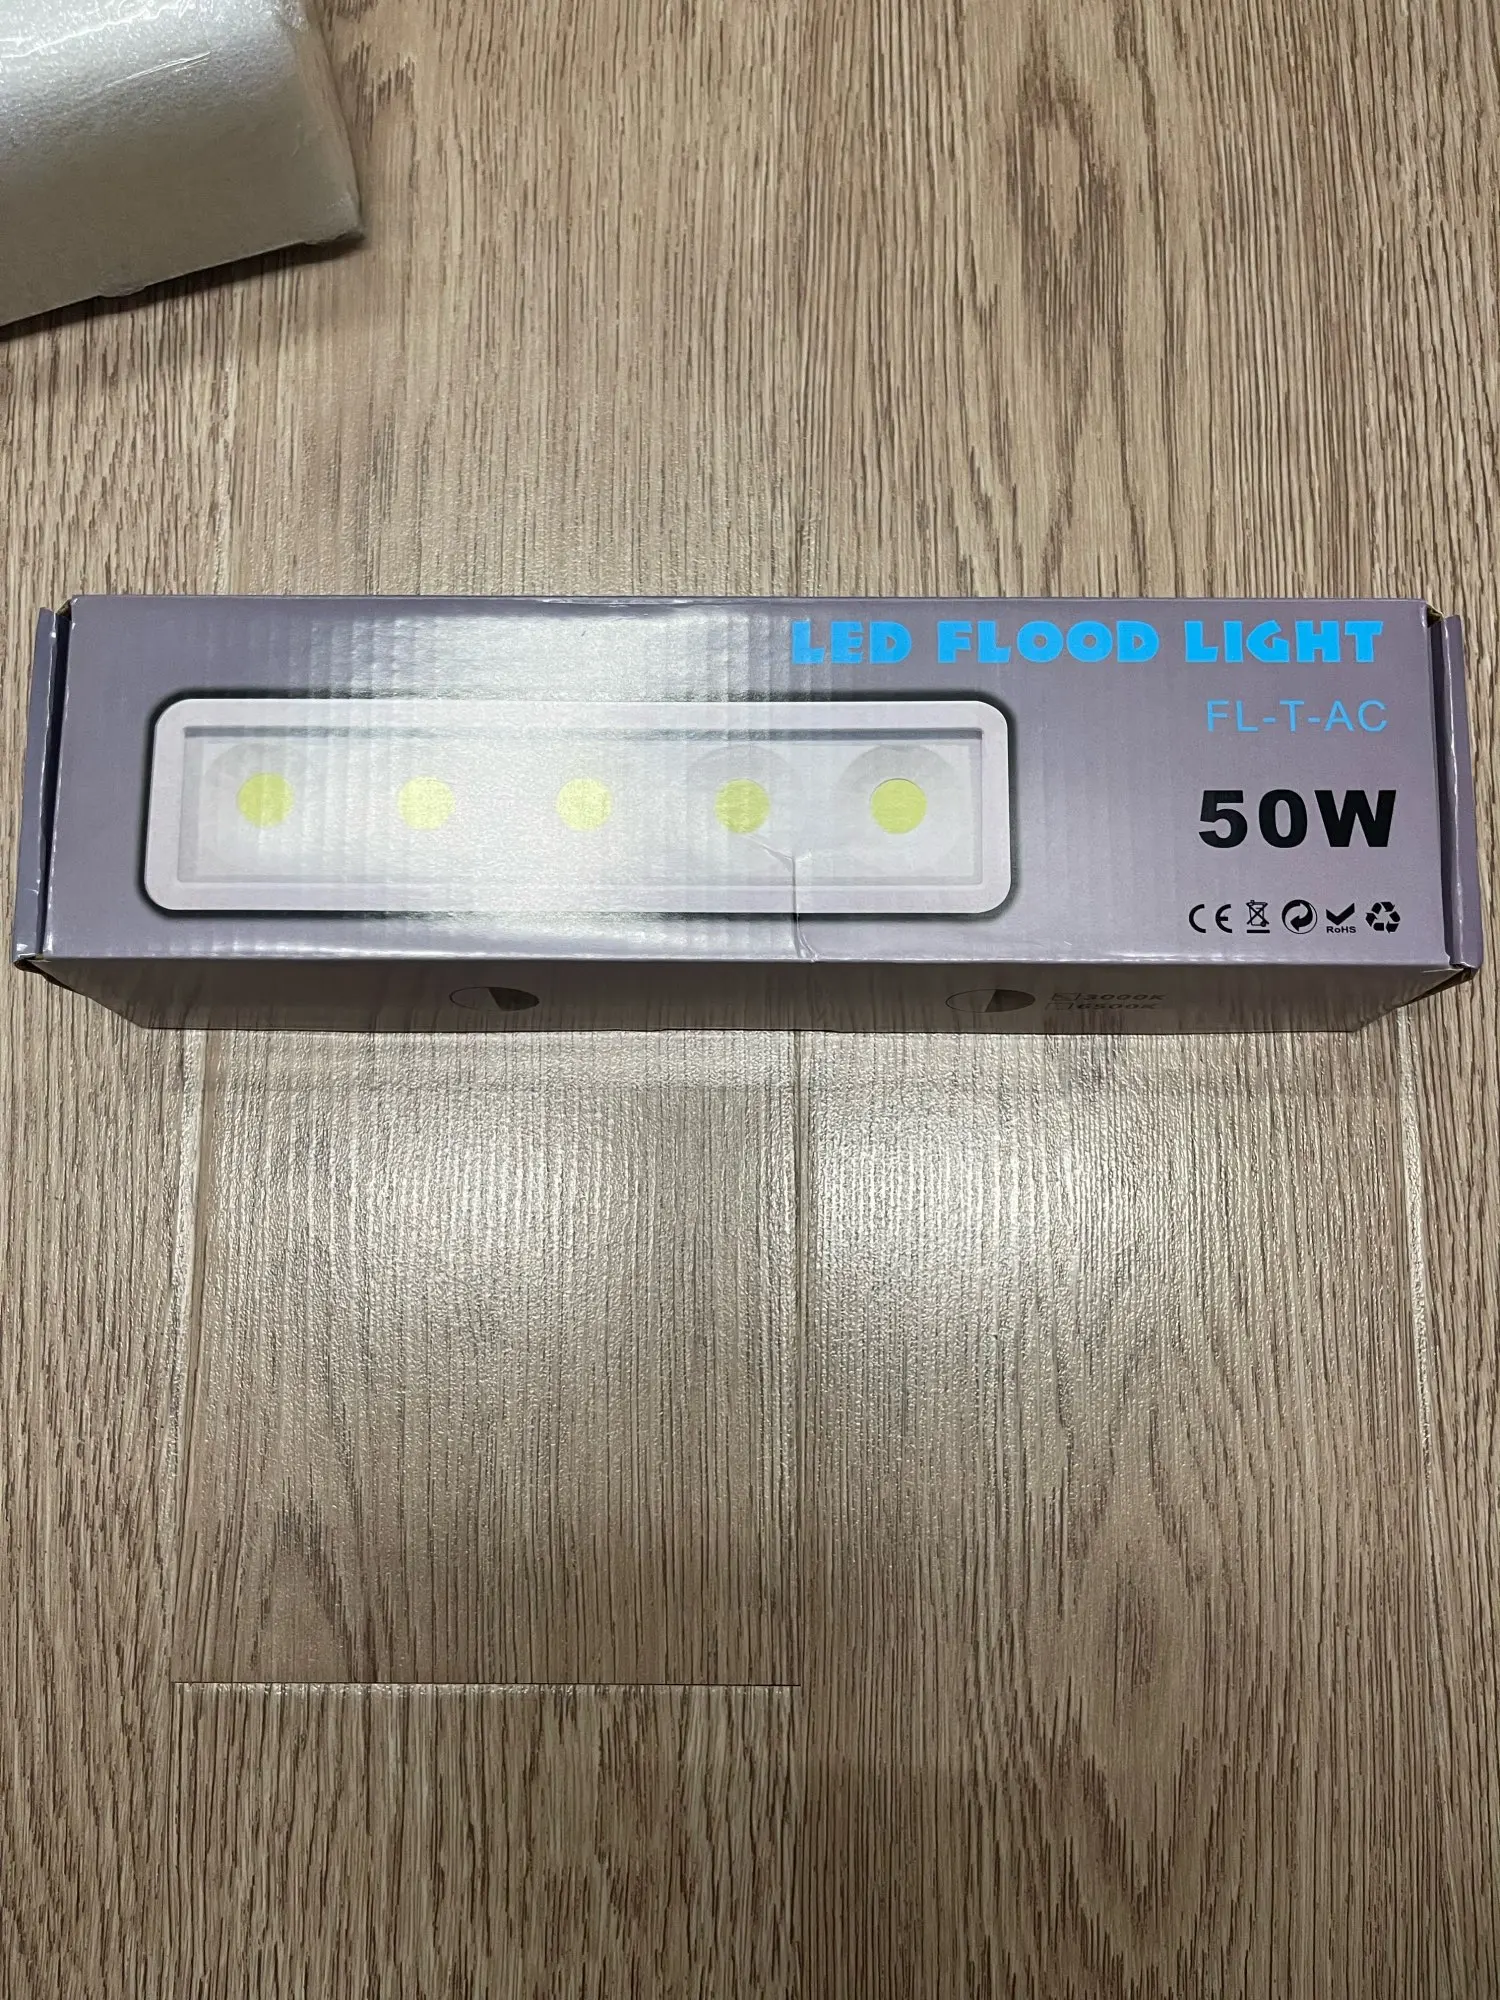 LED FLOOD LIGHT
FL-T-AC
50W
CE
RoHS
3000K
6500K